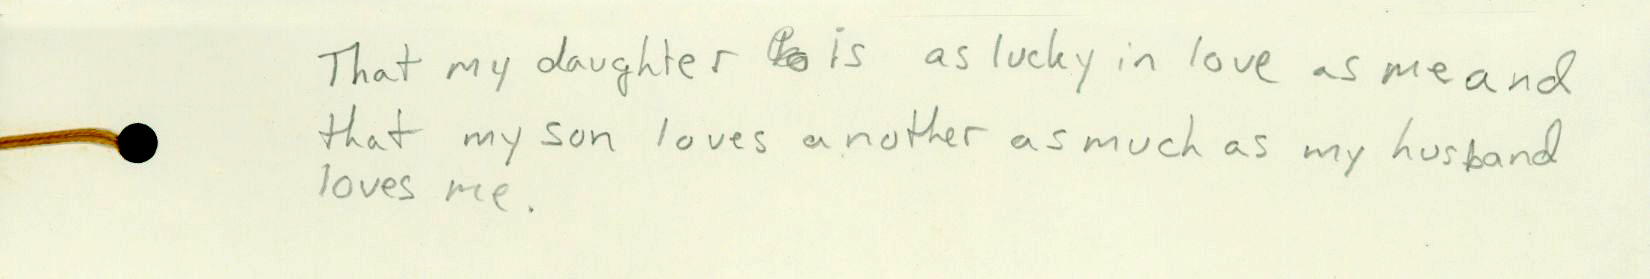 That my daughter is as lucky in love as me and
that my son loves another as much as my husband
loves me.